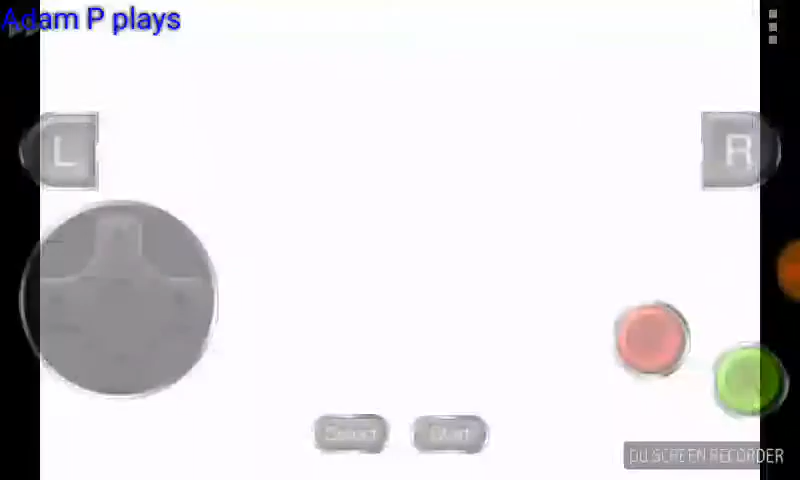 Adam P plays
L
R
Select
Start
DU SCREEN RECORDER